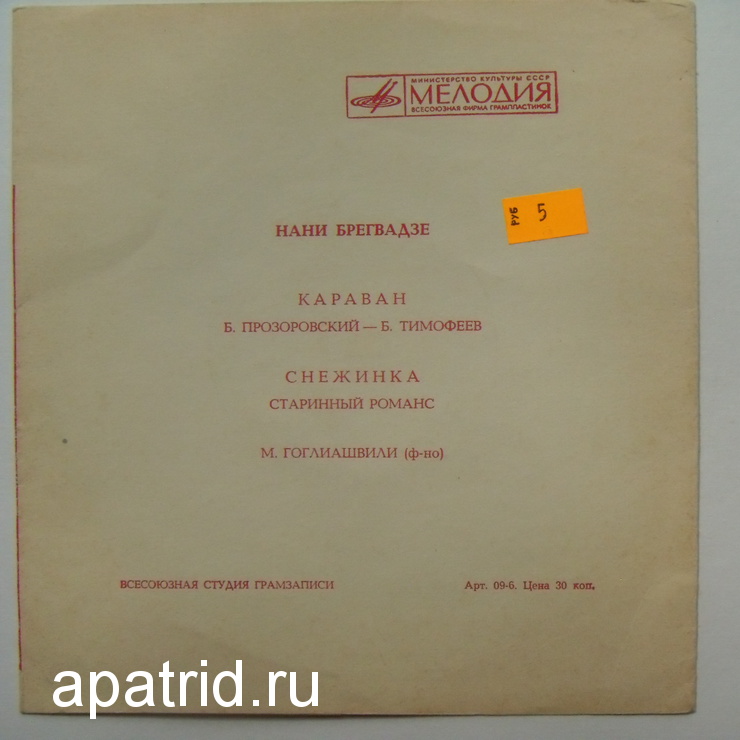 МИНИСТЕРСТВО КУЛЬТУРЫ СССР
МЕЛОДИЯ
ВСЕСОЮЗНАЯ ФИРМА ГРАМПЛАСТИНОК
РУБ 5
НАНИ БРЕГВАДЗЕ
КАРАВАН
Б. ПРОЗОРОВСКИЙ — Б. ТИМОФЕЕВ
СНЕЖИНКА
СТАРИННЫЙ РОМАНС
М. ГОГЛИАШВИЛИ (ф-но)
ВСЕСОЮЗНАЯ СТУДИЯ ГРАМЗАПИСИ
Арт. 09-6. Цена 30 коп.
apatrid.ru